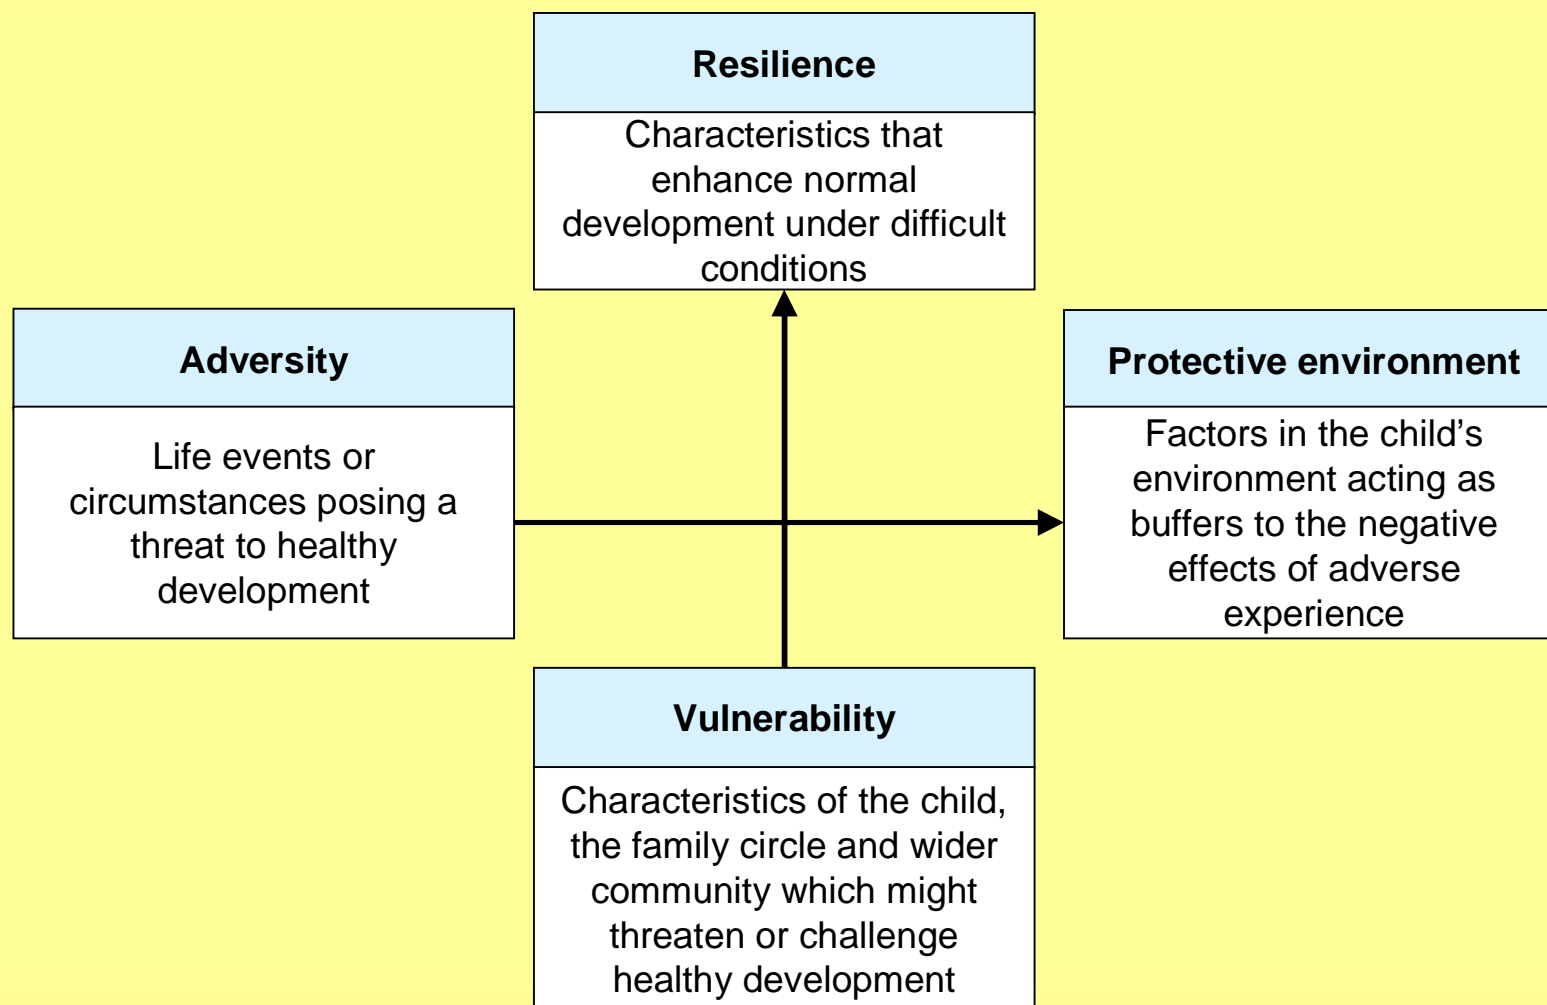 Resilience
Characteristics that
enhance normal
development under difficult
conditions
Adversity
Life events or
circumstances posing a
threat to healthy
development
Protective environment
Factors in the child’s
environment acting as
buffers to the negative
effects of adverse
experience
Vulnerability
Characteristics of the child,
the family circle and wider
community which might
threaten or challenge
healthy development